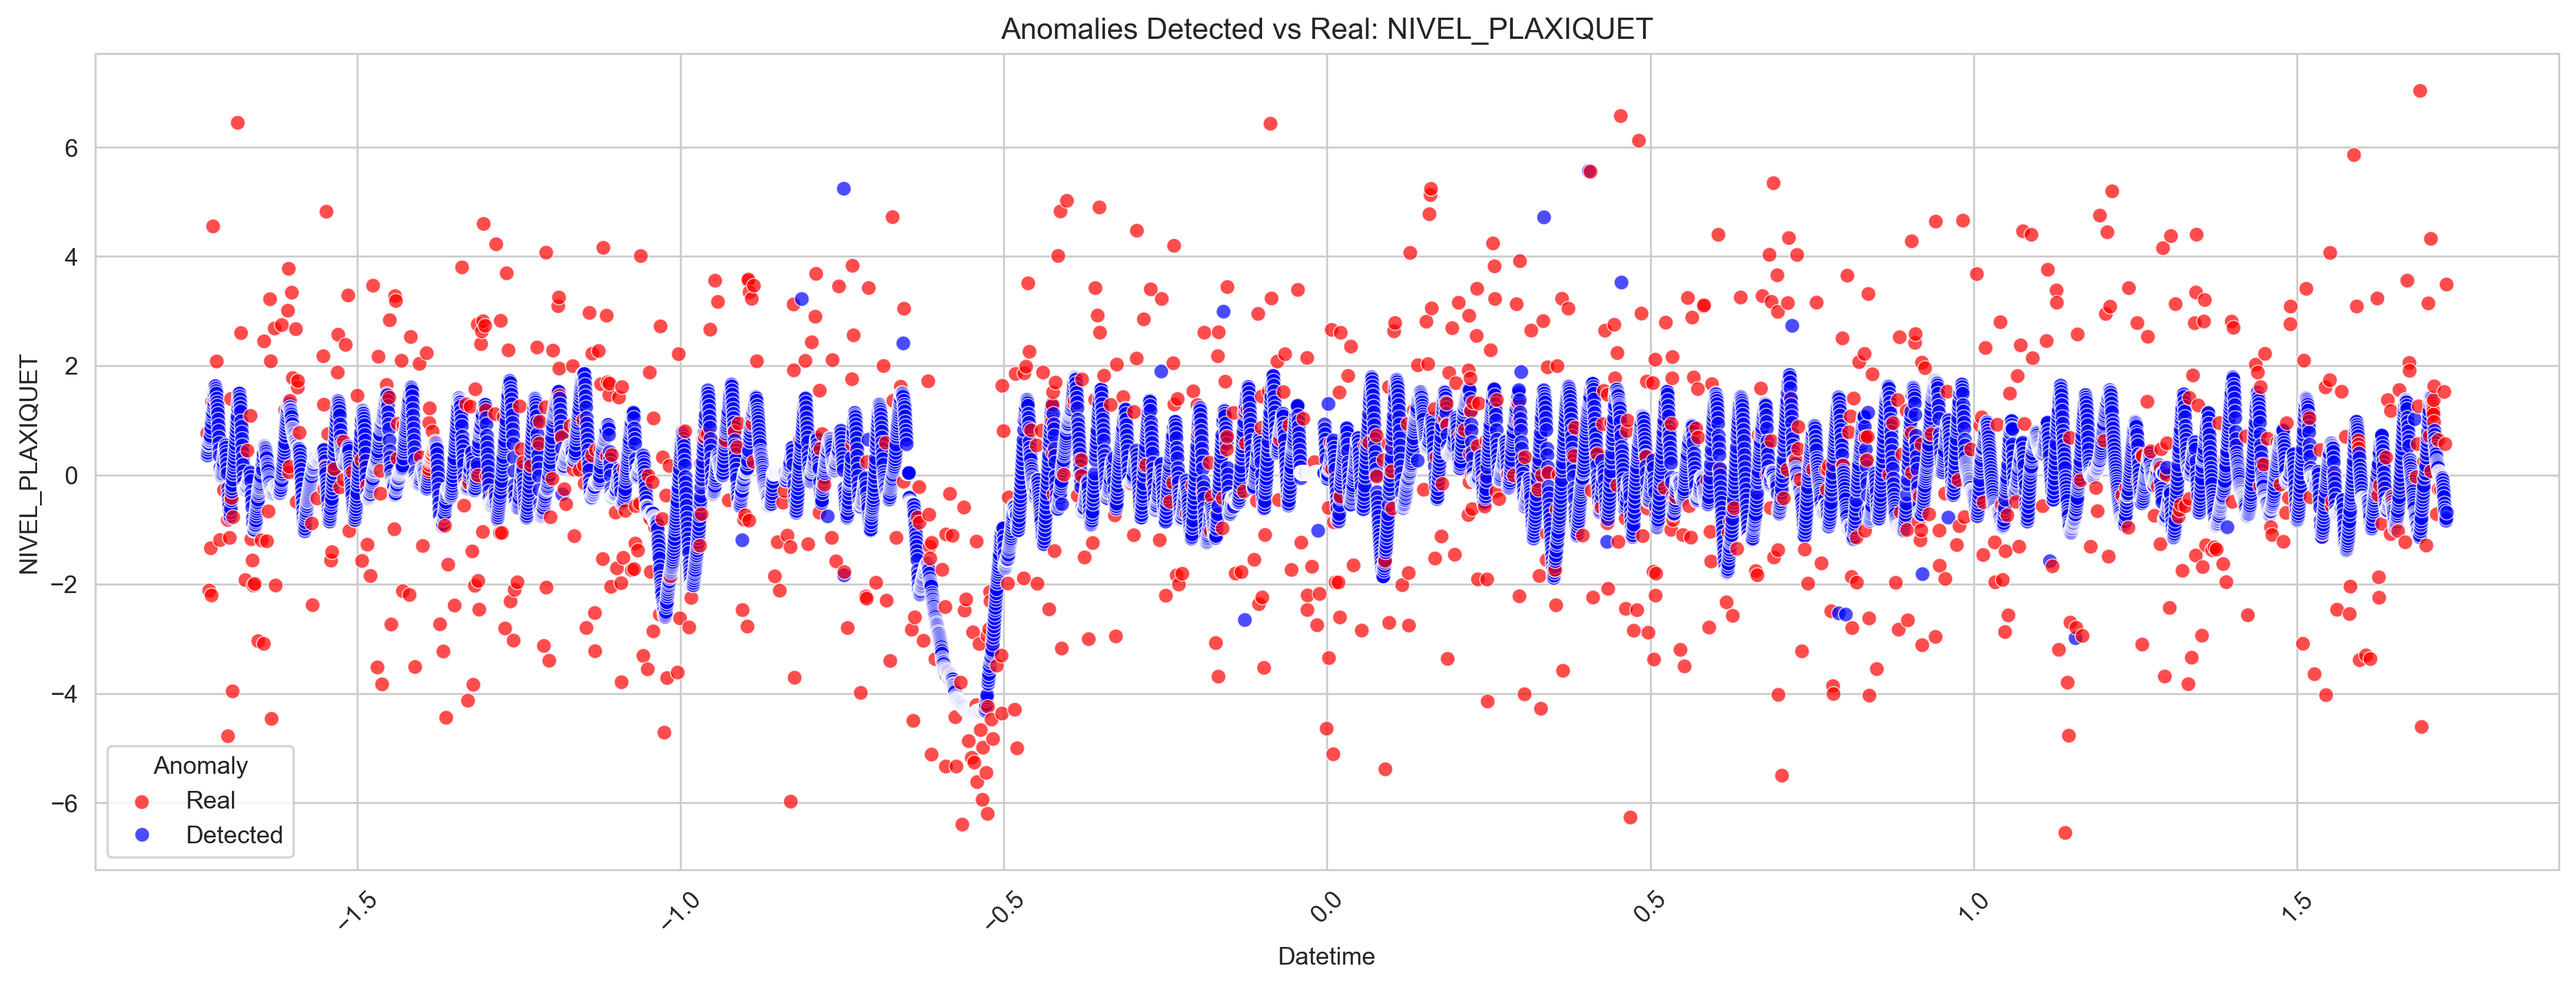 Anomalies Detected vs Real: NIVEL_PLAXIQUET
NIVEL_PLAXIQUET
6
4
2
0
−2
−4
−6
Anomaly
Real
Detected
−1.5
−1.0
−0.5
0.0
0.5
1.0
1.5
Datetime